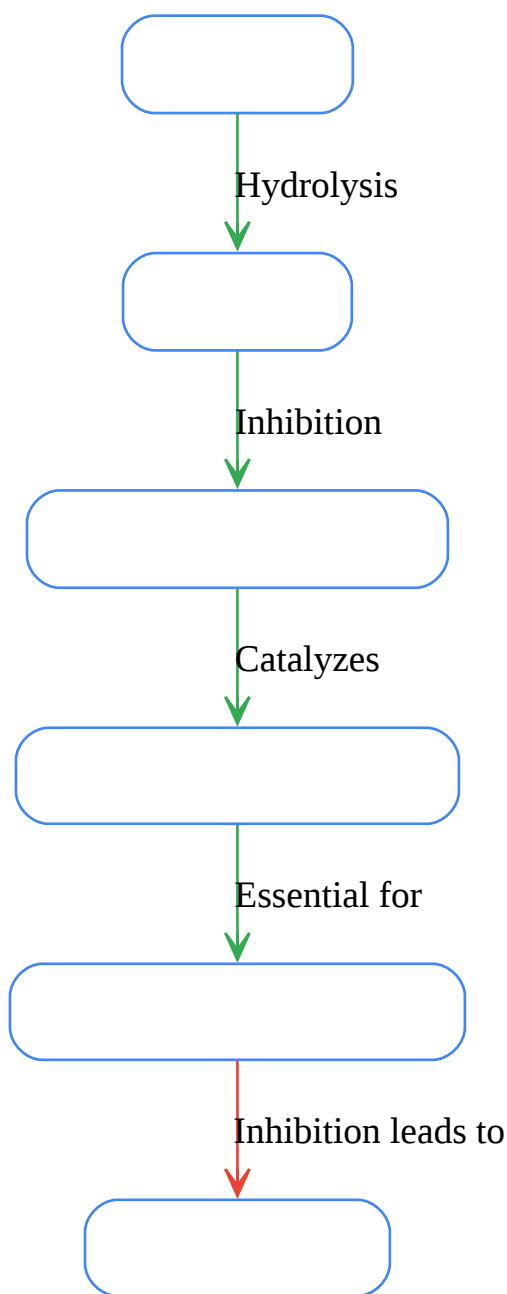 Hydrolysis
Inhibition
Catalyzes
Essential for
Inhibition leads to